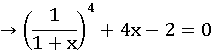 → (1/(1 + x))^4 + 4x − 2 = 0